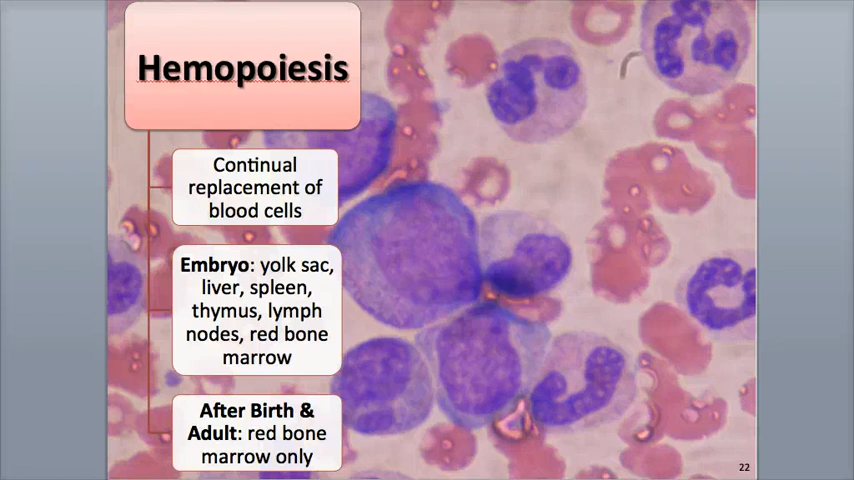 Hemopoiesis
Continual
replacement of
blood cells
Embryo: yolk sac,
liver, spleen,
thymus, lymph
nodes, red bone
marrow
After Birth &
Adult: red bone
marrow only
22